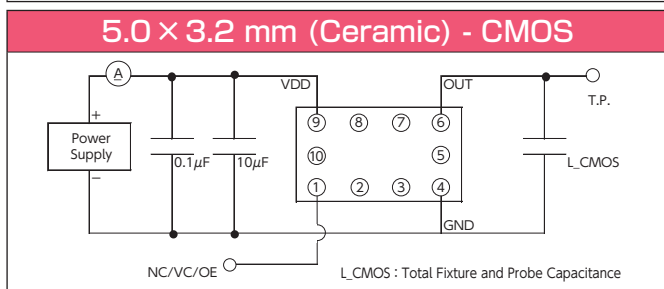 5.0×3.2 mm (Ceramic) - CMOS
A
VDD
OUT
T.P.
+
Power
Supply
−
0.1μF
10μF
⑨ ⑧ ⑦ ⑥
⑩ ⑤
① ② ③ ④
L_CMOS
GND
NC/VC/OE
L_CMOS : Total Fixture and Probe Capacitance